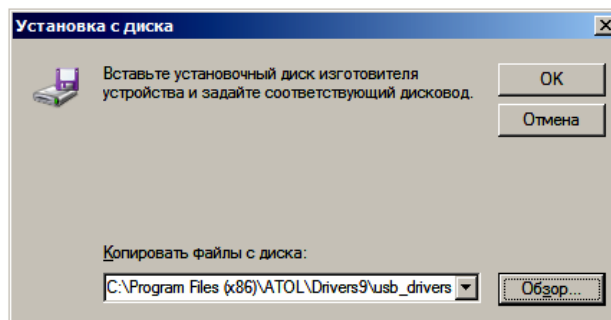 Установка с диска
Вставьте установочный диск изготовителя
устройства и задайте соответствующий дисковод.
OK
Отмена
Копировать файлы с диска:
C:\Program Files (x86)\ATOL\Drivers9\usb_drivers
Обзор...